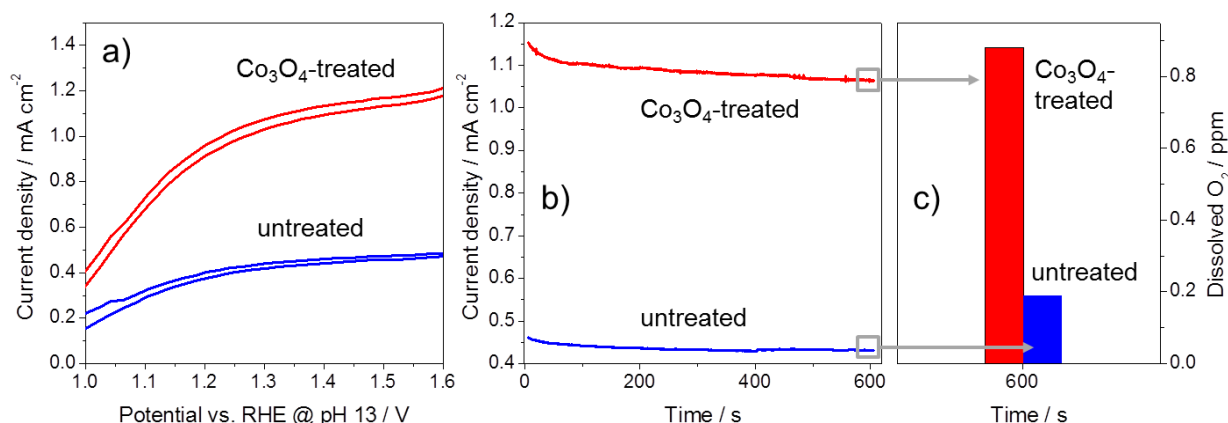 a)
Co₃O₄-treated
untreated
Current density / mA cm⁻²
1.4
1.2
1.0
0.8
0.6
0.4
0.2
0.0
1.0 1.1 1.2 1.3 1.4 1.5 1.6
Potential vs. RHE @ pH 13 / V
b)
Co₃O₄-treated
untreated
Current density / mA cm⁻²
1.2
1.1
1.0
0.9
0.8
0.7
0.6
0.5
0.4
0 200 400 600
Time / s
c)
Co₃O₄-
treated
untreated
0.8
0.6
0.4
0.2
0.0
Dissolved O₂ / ppm
600
Time / s